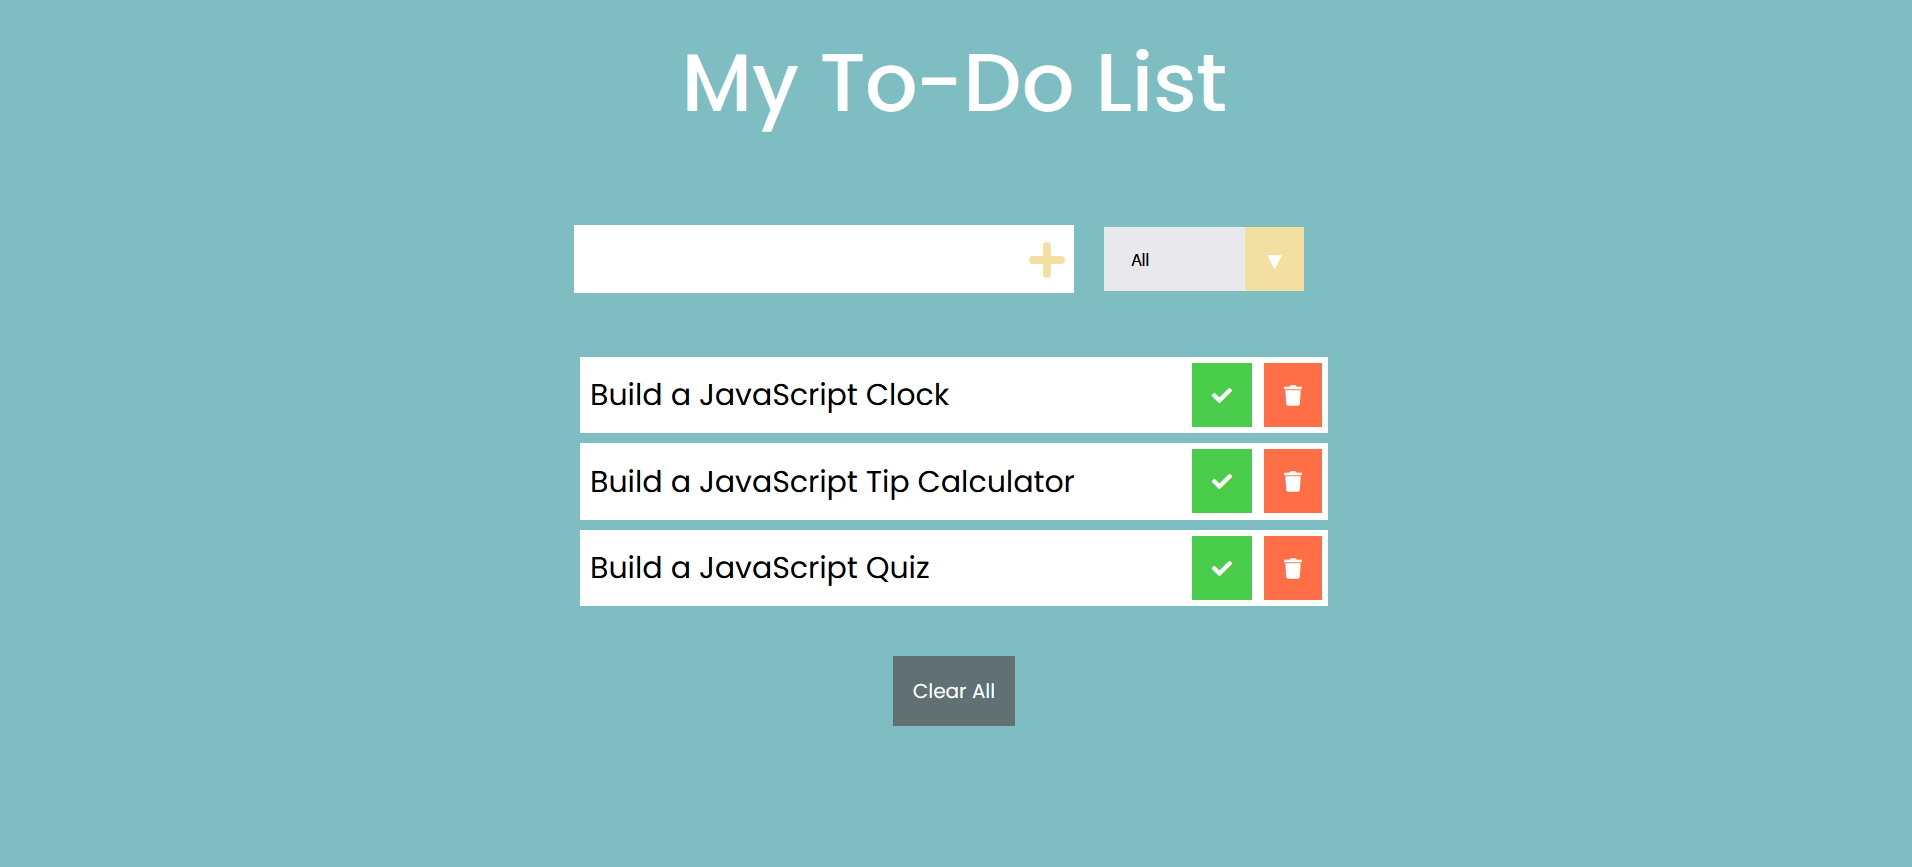 My To-Do List
All
Build a JavaScript Clock
Build a JavaScript Tip Calculator
Build a JavaScript Quiz
Clear All